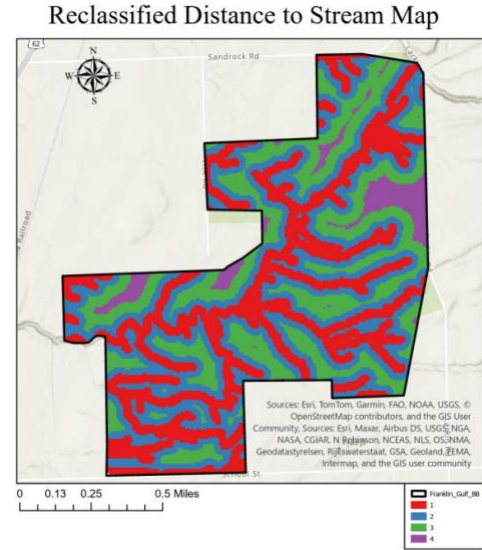 Reclassified Distance to Stream Map
62
Sandrock Rd
N
W E
S
Railroad
Sources: Esri, TomTom, Garmin, FAO, NOAA, USGS, ©
OpenStreetMap contributors, and the GIS User
Community, Sources: Esri, Maxar, Airbus DS, USGS, NGA,
NASA, CGIAR, N Robinson, NCEAS, NLS, OS, NMA,
Geodatastyrelsen, Rijkswaterstaat, GSA, Geoland, FEMA,
Intermap, and the GIS user community
School St
0 0.13 0.25 0.5 Miles
Franklin_Gulf_BB
1
2
3
4